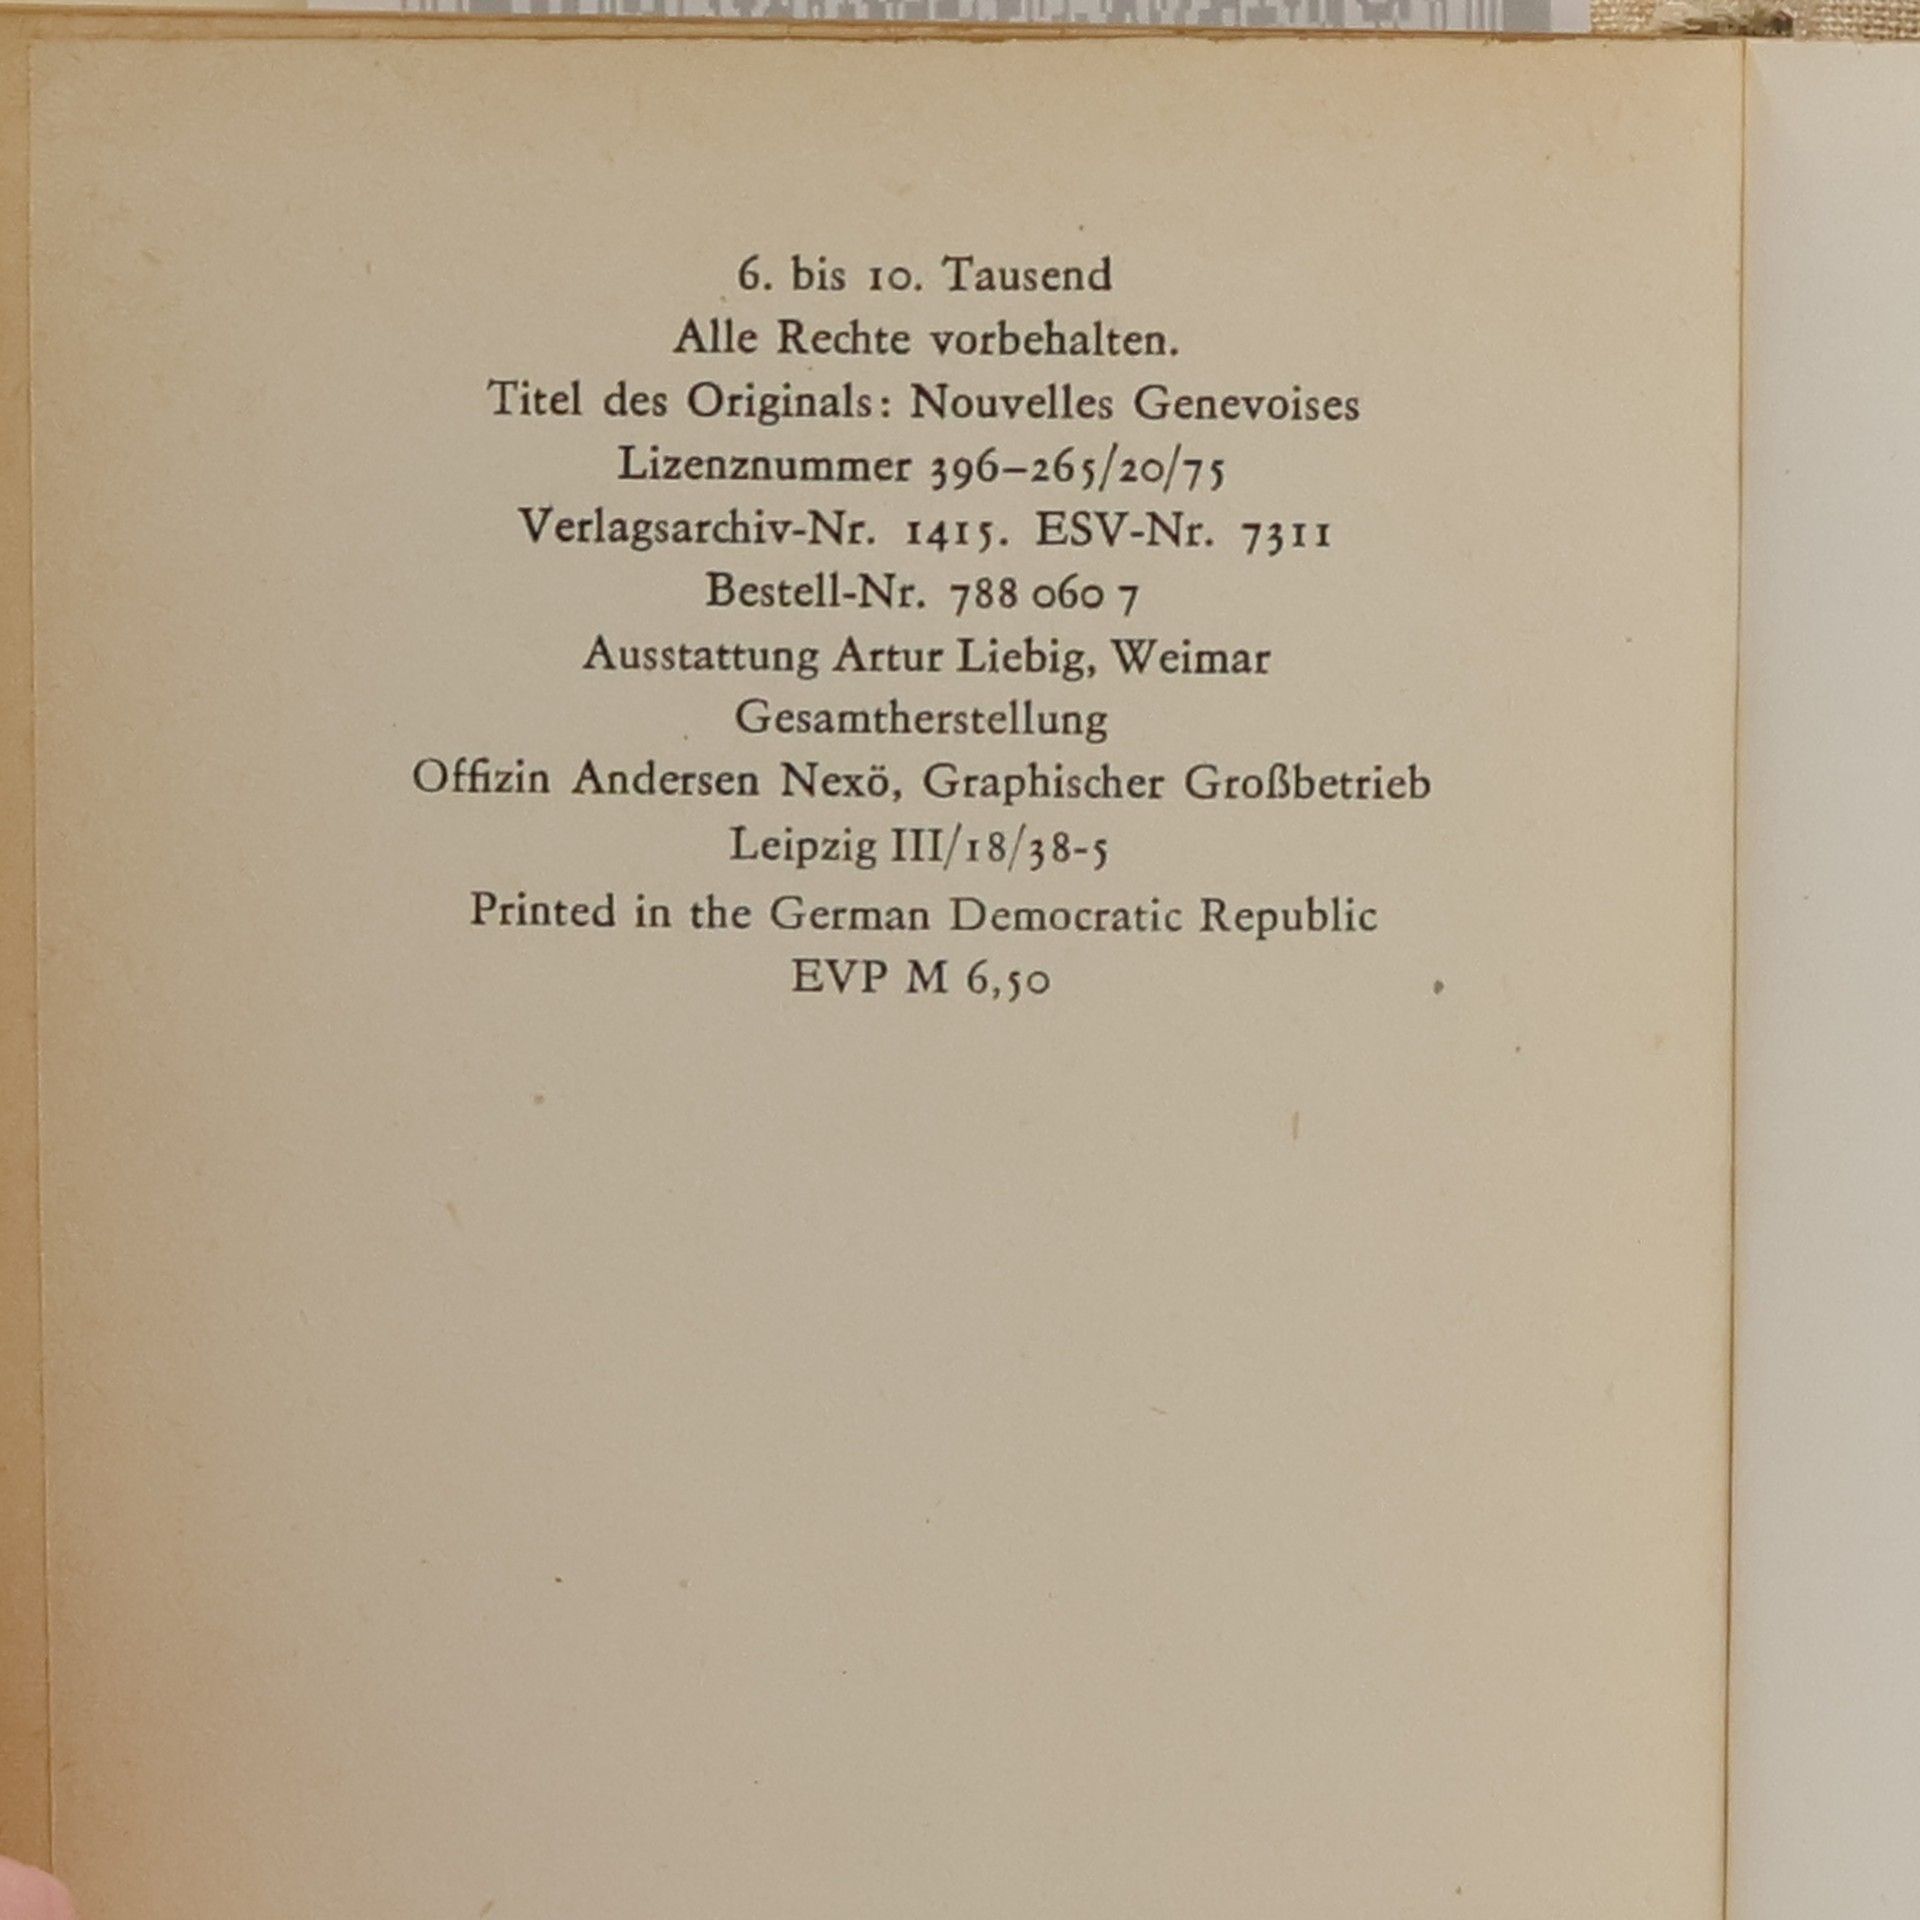 6. bis 10. Tausend
Alle Rechte vorbehalten.
Titel des Originals: Nouvelles Genevoises
Lizenznummer 396–265/20/75
Verlagsarchiv-Nr. 1415. ESV-Nr. 7311
Bestell-Nr. 788 060 7
Ausstattung Artur Liebig, Weimar
Gesamtherstellung
Offizin Andersen Nexö, Graphischer Großbetrieb
Leipzig III/18/38-5
Printed in the German Democratic Republic
EVP M 6,50